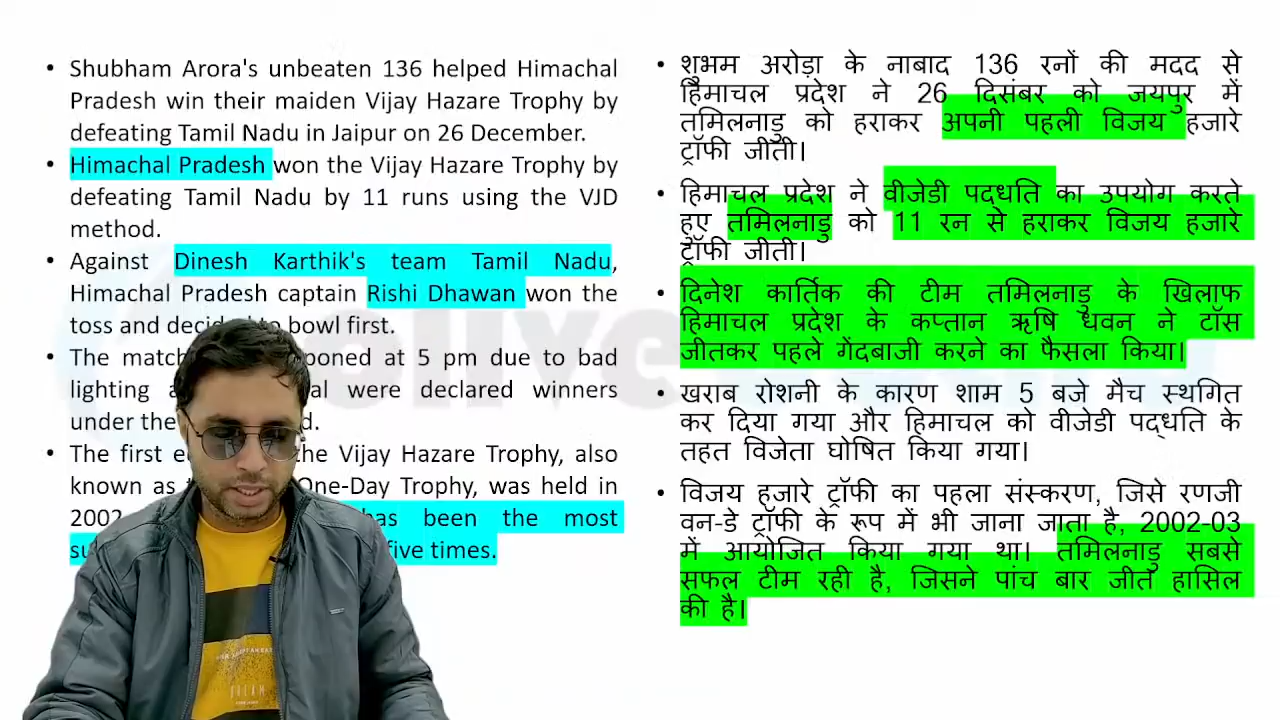 • Shubham Arora's unbeaten 136 helped Himachal
Pradesh win their maiden Vijay Hazare Trophy by
defeating Tamil Nadu in Jaipur on 26 December.
• Himachal Pradesh won the Vijay Hazare Trophy by
defeating Tamil Nadu by 11 runs using the VJD
method.
• Against Dinesh Karthik's team Tamil Nadu,
Himachal Pradesh captain Rishi Dhawan won the
toss and decided to bowl first.
• The match poned at 5 pm due to bad
lighting al were declared winners
under the d.
• The first e the Vijay Hazare Trophy, also
known as One-Day Trophy, was held in
2002 has been the most
su five times.
• शुभम अरोड़ा के नाबाद 136 रनों की मदद से
हिमाचल प्रदेश ने 26 दिसंबर को जयपुर में
तमिलनाडु को हराकर अपनी पहली विजय हजारे
ट्रॉफी जीती।
• हिमाचल प्रदेश ने वीजेडी पद्धति का उपयोग करते
हुए तमिलनाडु को 11 रन से हराकर विजय हजारे
ट्रॉफी जीती।
• दिनेश कार्तिक की टीम तमिलनाडु के खिलाफ
हिमाचल प्रदेश के कप्तान ऋषि धवन ने टॉस
जीतकर पहले गेंदबाजी करने का फैसला किया।
• खराब रोशनी के कारण शाम 5 बजे मैच स्थगित
कर दिया गया और हिमाचल को वीजेडी पद्धति के
तहत विजेता घोषित किया गया।
• विजय हजारे ट्रॉफी का पहला संस्करण, जिसे रणजी
वन-डे ट्रॉफी के रूप में भी जाना जाता है, 2002-03
में आयोजित किया गया था। तमिलनाडु सबसे
सफल टीम रही है, जिसने पांच बार जीत हासिल
की है।